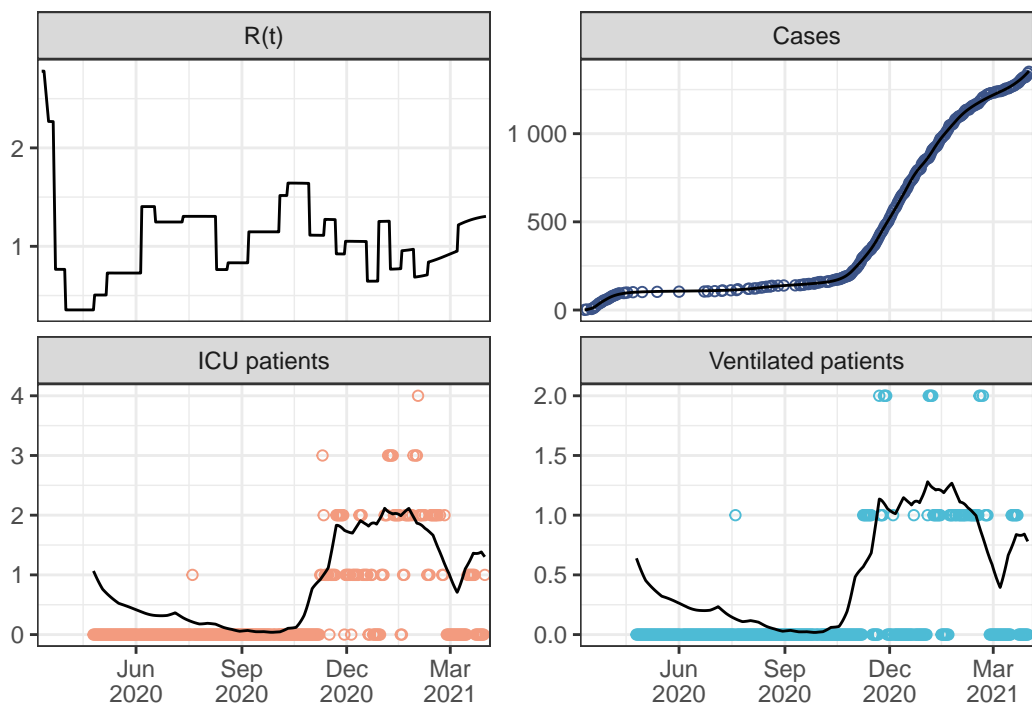 R(t)
Cases
2
1
1 000
500
0
ICU patients
Ventilated patients
4
3
2
1
0
2.0
1.5
1.0
0.5
0.0
Jun Sep Dec Mar
2020 2020 2020 2021
Jun Sep Dec Mar
2020 2020 2020 2021